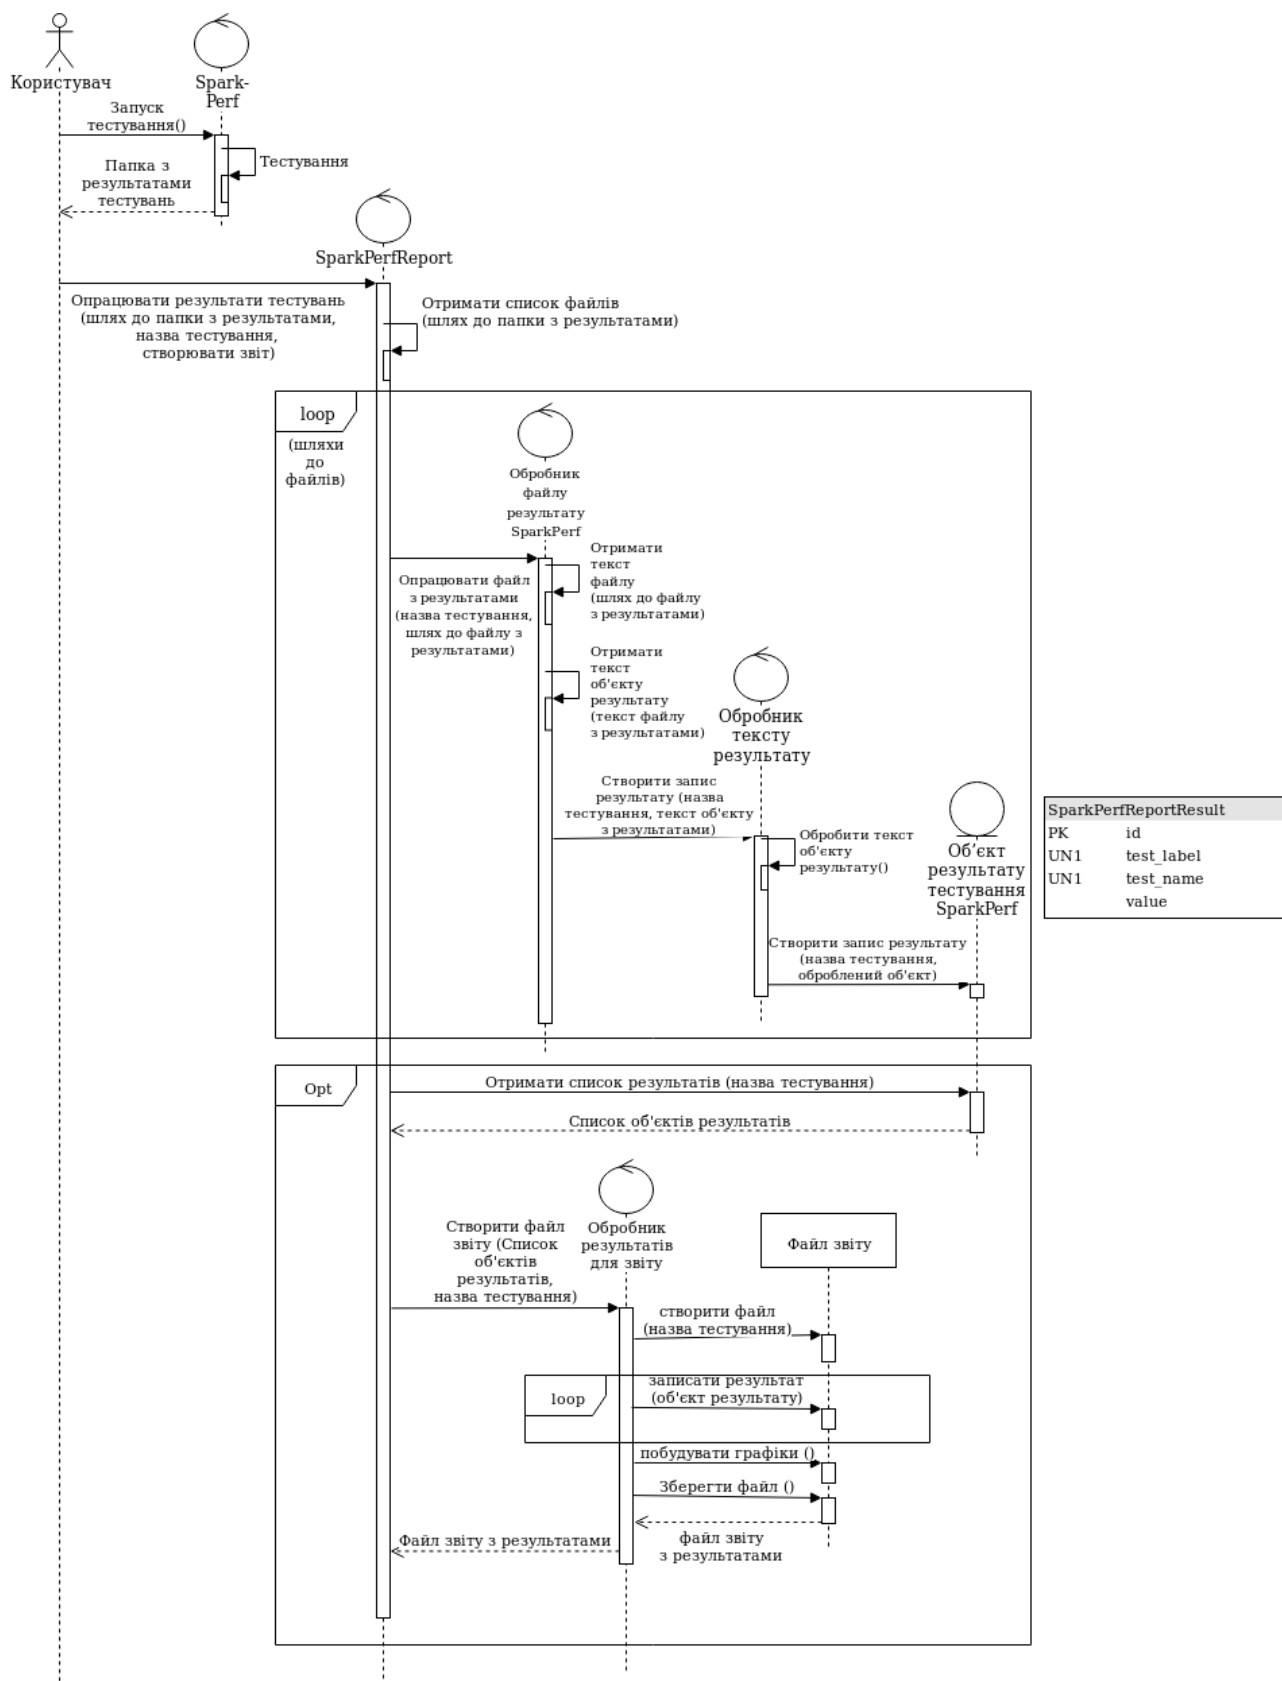 Користувач
Spark-
Perf
Запуск
тестування()
Тестування
Папка з
результатами
тестувань
SparkPerfReport
Опрацювати результати тестувань
(шлях до папки з результатами,
назва тестування,
створювати звіт)
Отримати список файлів
(шлях до папки з результатами)
loop
(шляхи
до
файлів)
Обробник
файлу
результату
SparkPerf
Опрацювати файл
з результатами
(назва тестування,
шлях до файлу з
результатами)
Отримати
текст
файлу
(шлях до файлу
з результатами)
Отримати
текст
об'єкту
результату
(текст файлу
з результатами)
Обробник
тексту
результату
Створити запис
результату (назва
тестування, текст об'єкту
з результатами)
Обробити текст
об'єкту
результату()
Об’єкт
результату
тестування
SparkPerf
SparkPerfReportResult
PK id
UN1 test_label
UN1 test_name
value
Створити запис результату
(назва тестування,
оброблений об'єкт)
Opt
Отримати список результатів (назва тестування)
Список об'єктів результатів
Створити файл
звіту (Список
об'єктів
результатів,
назва тестування)
Обробник
результатів
для звіту
Файл звіту
створити файл
(назва тестування)
loop
записати результат
(об'єкт результату)
побудувати графіки ()
Зберегти файл ()
файл звіту
з результатами
Файл звіту з результатами